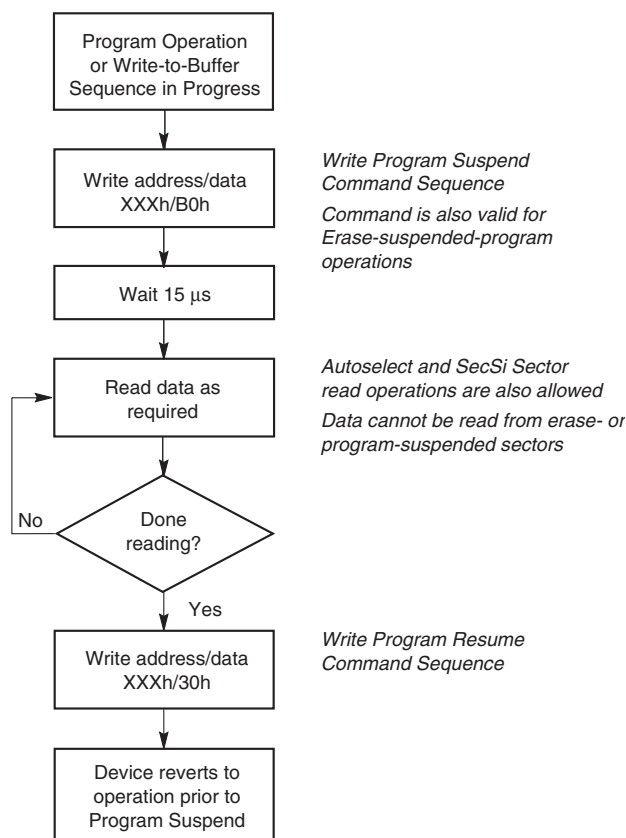 Program Operation
or Write-to-Buffer
Sequence in Progress
Write address/data
XXXh/B0h
Write Program Suspend
Command Sequence
Command is also valid for
Erase-suspended-program
operations
Wait 15 μs
Read data as
required
Autoselect and SecSi Sector
read operations are also allowed
Data cannot be read from erase- or
program-suspended sectors
No
Done
reading?
Yes
Write address/data
XXXh/30h
Write Program Resume
Command Sequence
Device reverts to
operation prior to
Program Suspend